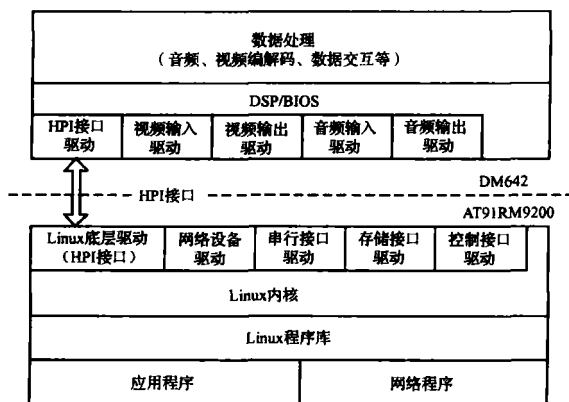 数据处理
（音频、视频编解码、数据交互等）
DSP/BIOS
HPI接口
驱动
视频输入
驱动
视频输出
驱动
音频输入
驱动
音频输出
驱动
HPI接口
DM642
AT91RM9200
Linux底层驱动
（HPI接口）
网络设备
驱动
串行接口
驱动
存储接口
驱动
控制接口
驱动
Linux内核
Linux程序库
应用程序
网络程序